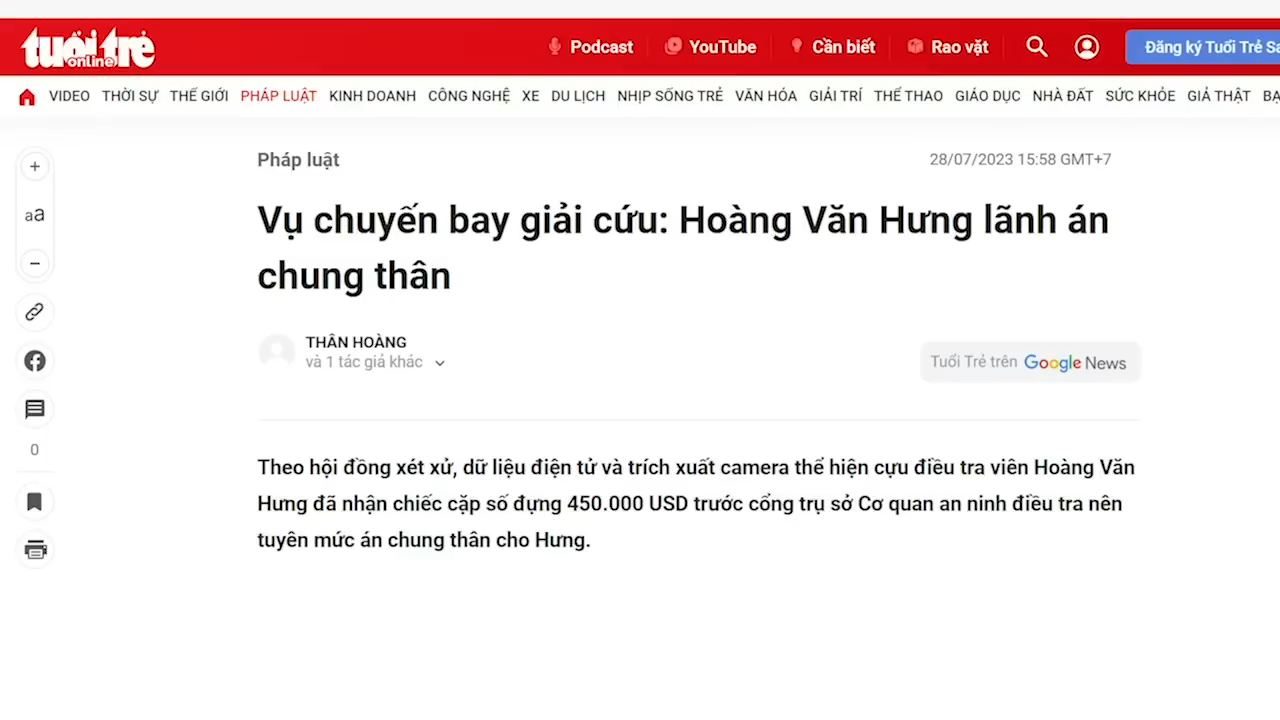 tuổi trẻ
online
Podcast
YouTube
Cần biết
Rao vặt
Đăng ký Tuổi Trẻ Sa
VIDEO THỜI SỰ THẾ GIỚI PHÁP LUẬT KINH DOANH CÔNG NGHỆ XE DU LỊCH NHỊP SỐNG TRẺ VĂN HÓA GIẢI TRÍ THỂ THAO GIÁO DỤC NHÀ ĐẤT SỨC KHỎE GIẢ THẬT BẠ
+
aa
−
0
Pháp luật
28/07/2023 15:58 GMT+7
Vụ chuyến bay giải cứu: Hoàng Văn Hưng lãnh án
chung thân
THÂN HOÀNG
và 1 tác giả khác
Tuổi Trẻ trên Google News
Theo hội đồng xét xử, dữ liệu điện tử và trích xuất camera thể hiện cựu điều tra viên Hoàng Văn
Hưng đã nhận chiếc cặp số đựng 450.000 USD trước cổng trụ sở Cơ quan an ninh điều tra nên
tuyên mức án chung thân cho Hưng.